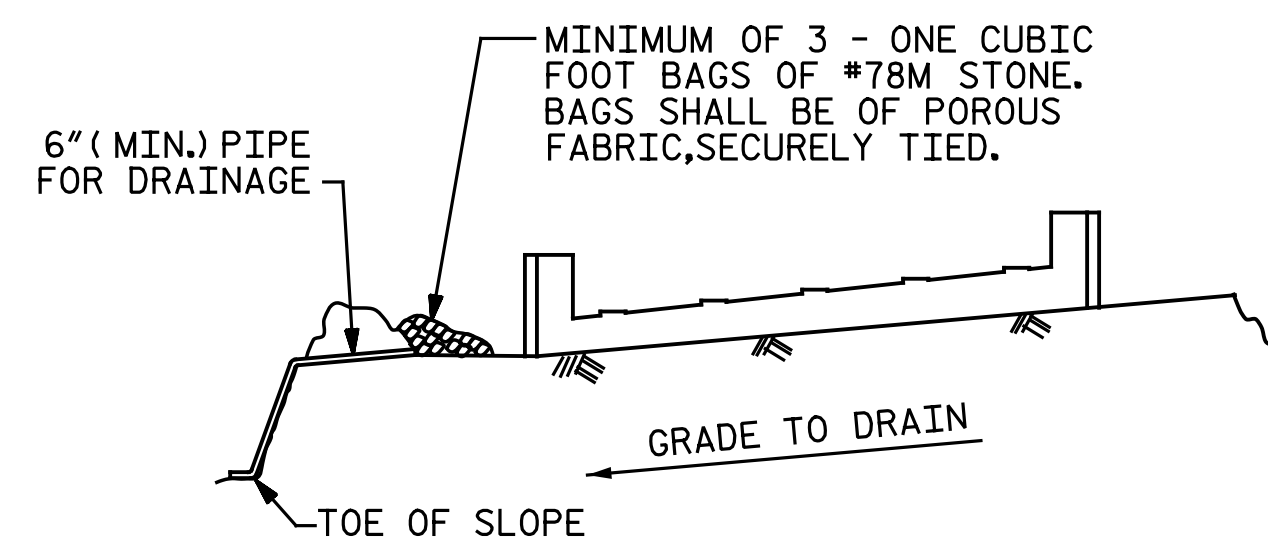 MINIMUM OF 3 - ONE CUBIC
FOOT BAGS OF #78M STONE.
BAGS SHALL BE OF POROUS
FABRIC,SECURELY TIED.
6"(MIN.) PIPE
FOR DRAINAGE
GRADE TO DRAIN
TOE OF SLOPE